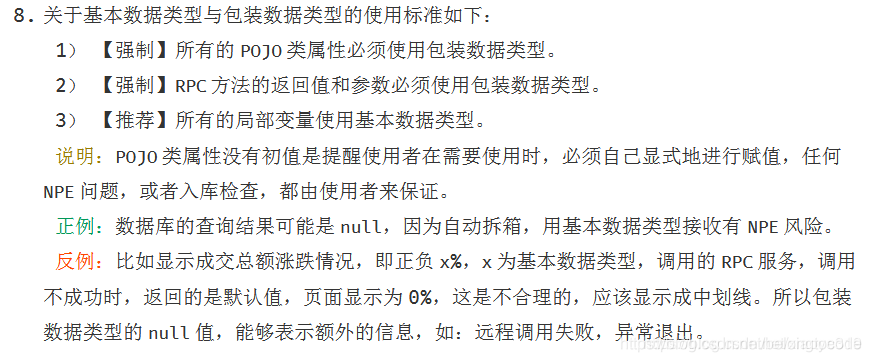 8. 关于基本数据类型与包装数据类型的使用标准如下：
1） 【强制】所有的 POJO 类属性必须使用包装数据类型。
2） 【强制】RPC 方法的返回值和参数必须使用包装数据类型。
3） 【推荐】所有的局部变量使用基本数据类型。
说明：POJO 类属性没有初值是提醒使用者在需要使用时，必须自己显式地进行赋值，任何
NPE 问题，或者入库检查，都由使用者来保证。
正例：数据库的查询结果可能是 null，因为自动拆箱，用基本数据类型接收有 NPE 风险。
反例：比如显示成交总额涨跌情况，即正负 x%，x 为基本数据类型，调用的 RPC 服务，调用
不成功时，返回的是默认值，页面显示为 0%，这是不合理的，应该显示成中划线。所以包装
数据类型的 null 值，能够表示额外的信息，如：远程调用失败，异常退出。